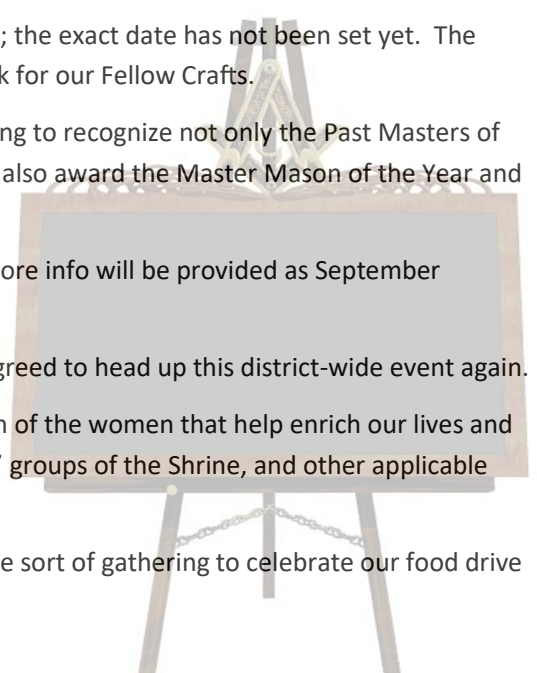 ; the exact date has not been set yet. The
k for our Fellow Crafts.
ng to recognize not only the Past Masters of
also award the Master Mason of the Year and
ore info will be provided as September
greed to head up this district-wide event again.
n of the women that help enrich our lives and
' groups of the Shrine, and other applicable
e sort of gathering to celebrate our food drive